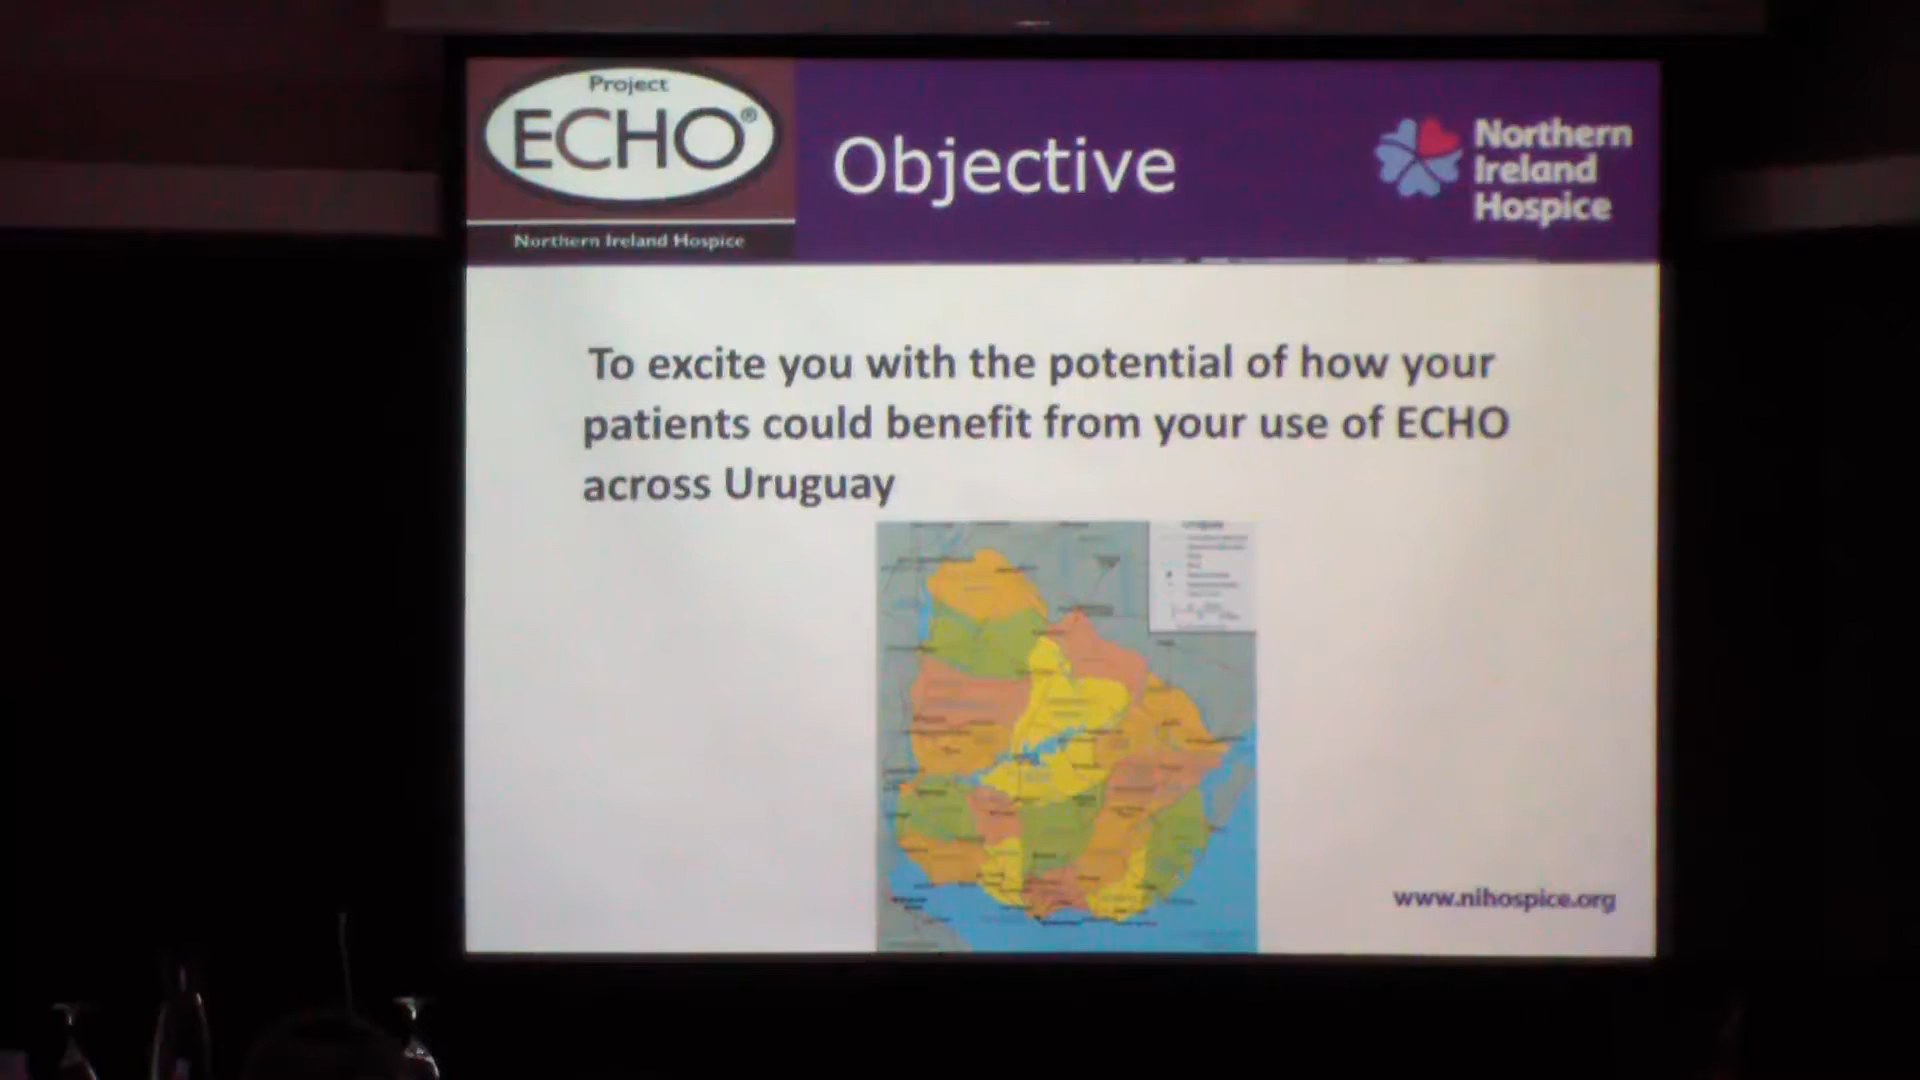 Project
ECHO®
Northern Ireland Hospice
Objective
Northern
Ireland
Hospice
To excite you with the potential of how your
patients could benefit from your use of ECHO
across Uruguay
www.nihospice.org